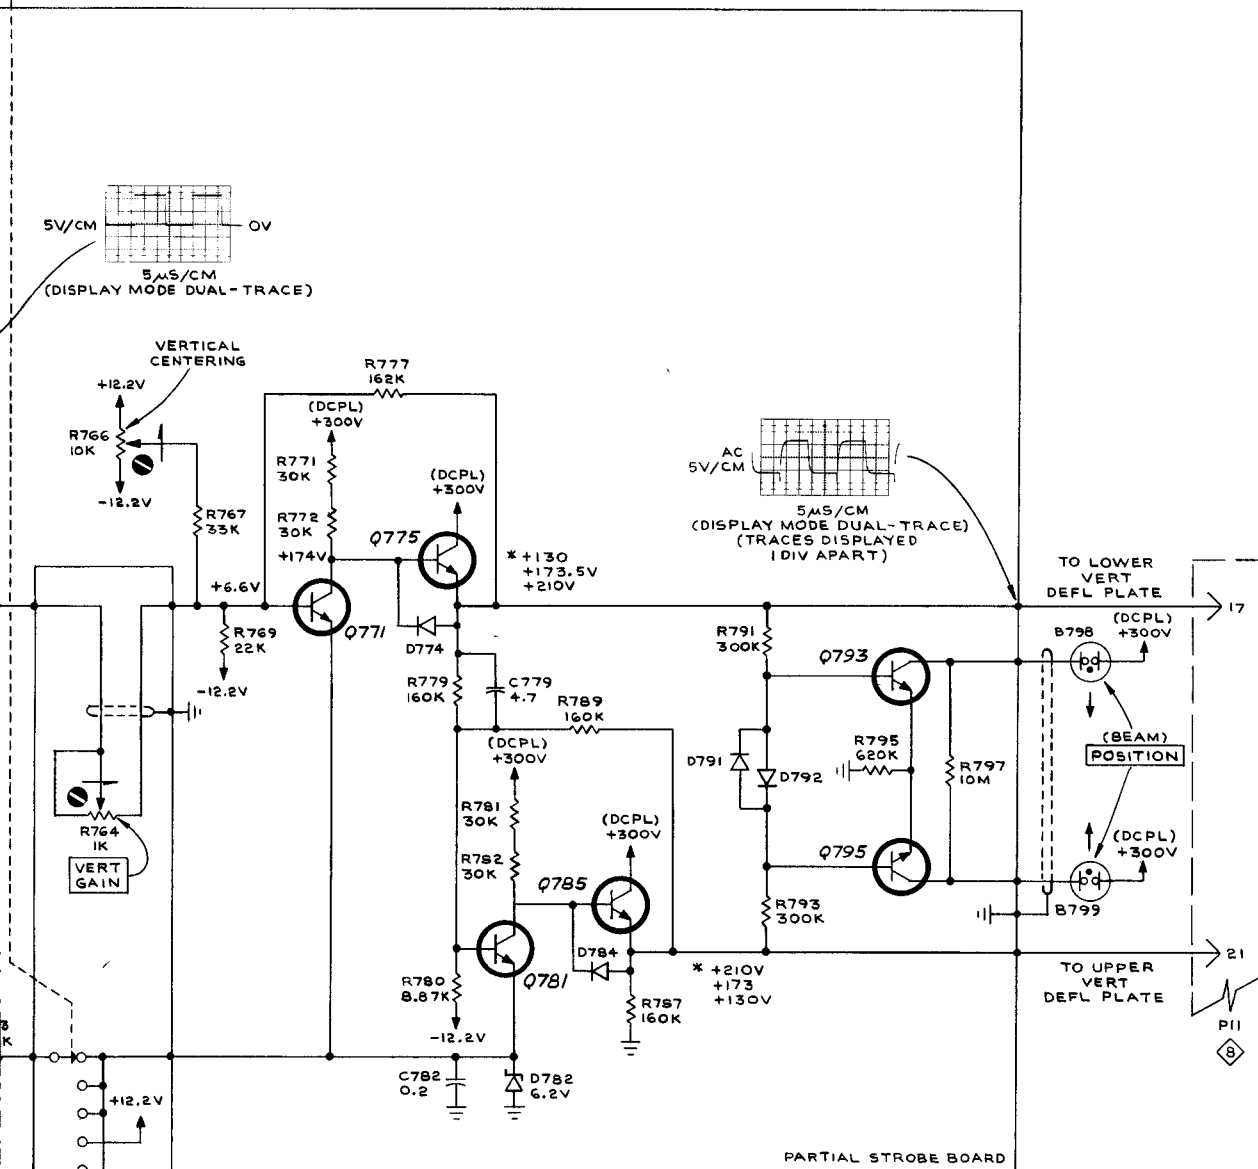 5V/CM
0V
5µS/CM
(DISPLAY MODE DUAL-TRACE)
VERTICAL
CENTERING
+12.2V
R766
10K
-12.2V
R767
33K
+6.6V
R769
22K
-12.2V
R764
1K
VERT
GAIN
R777
162K
(DCPL)
+300V
R771
30K
R772
30K
+174V
Q771
Q775
(DCPL)
+300V
* +130
+173.5V
+210V
D774
R779
160K
C779
4.7
R789
160K
(DCPL)
+300V
R781
30K
R782
30K
Q785
(DCPL)
+300V
Q781
D784
R780
8.87K
-12.2V
R787
160K
* +210V
+173
+130V
C782
0.2
D782
6.2V
+12.2V
K
AC
5V/CM
5µS/CM
(DISPLAY MODE DUAL-TRACE)
(TRACES DISPLAYED
1 DIV APART)
TO LOWER
VERT
DEFL PLATE
17
R791
300K
Q793
B798
(DCPL)
+300V
D791
D792
R795
620K
R797
10M
(BEAM)
POSITION
Q795
(DCPL)
+300V
R793
300K
B799
21
TO UPPER
VERT
DEFL PLATE
P11
8
PARTIAL STROBE BOARD